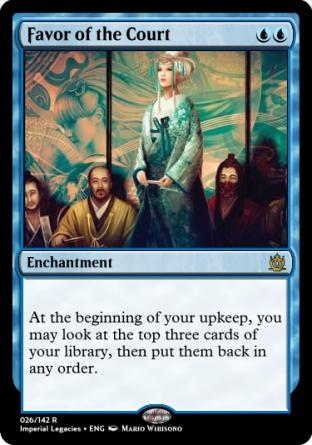 Favor of the Court
Enchantment
At the beginning of your upkeep, you
may look at the top three cards of
your library, then put them back in
any order.
026/142 R
Imperial Legacies • ENG Mario Wibisono